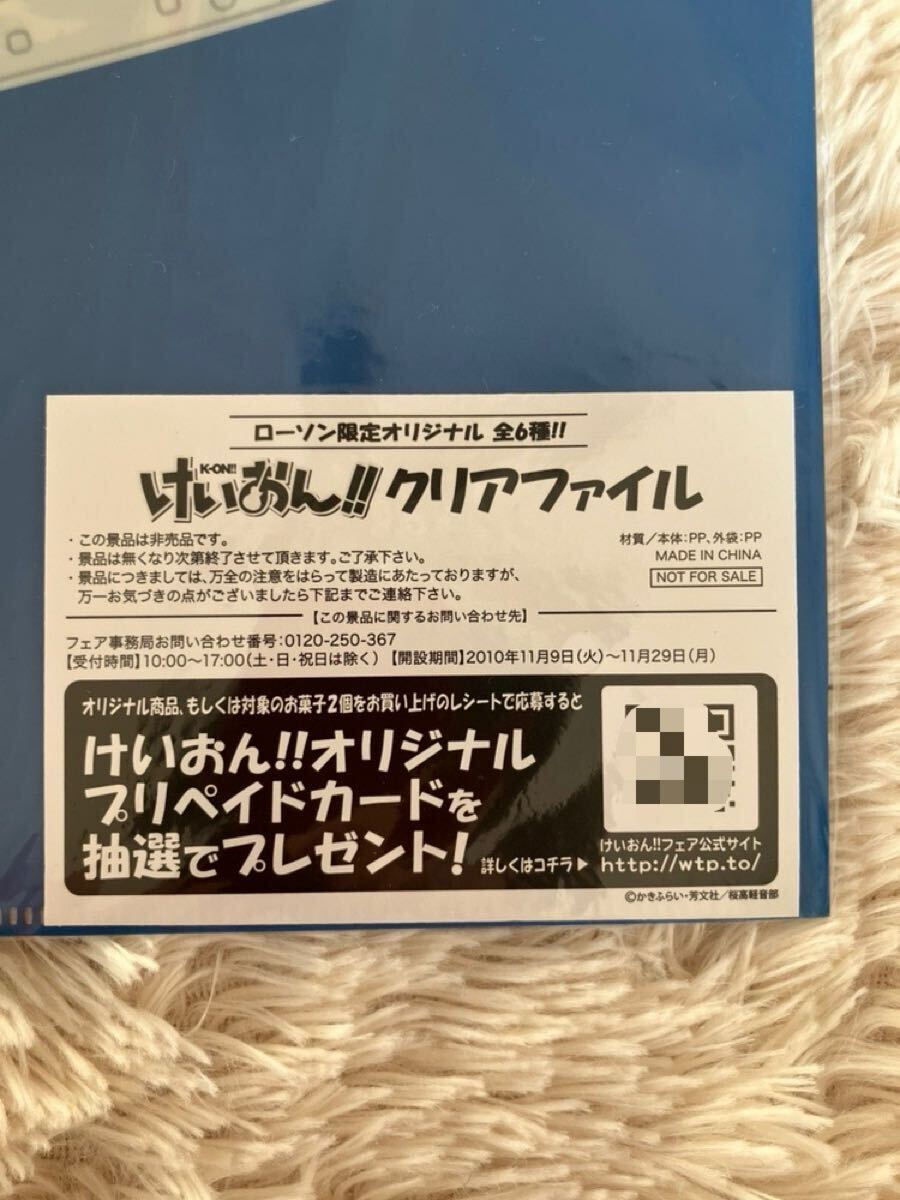 ローソン限定オリジナル 全6種!!
K-ON!!
けいおん!! クリアファイル
・この景品は非売品です。
・景品は無くなり次第終了させて頂きます。ご了承下さい。
・景品につきましては、万全の注意をはらって製造にあたっておりますが、
万一お気づきの点がございましたら下記までご連絡下さい。
材質/本体:PP、外袋:PP
MADE IN CHINA
NOT FOR SALE
【この景品に関するお問い合わせ先】
フェア事務局お問い合わせ番号:0120-250-367
【受付時間】10:00〜17:00(土・日・祝日は除く) 【開設期間】2010年11月9日(火)〜11月29日(月)
オリジナル商品、もしくは対象のお菓子2個をお買い上げのレシートで応募すると
けいおん!!オリジナル
プリペイドカードを
抽選でプレゼント!
詳しくはコチラ▶
けいおん!!フェア公式サイト
http://wtp.to/
©かきふらい・芳文社/桜高軽音部